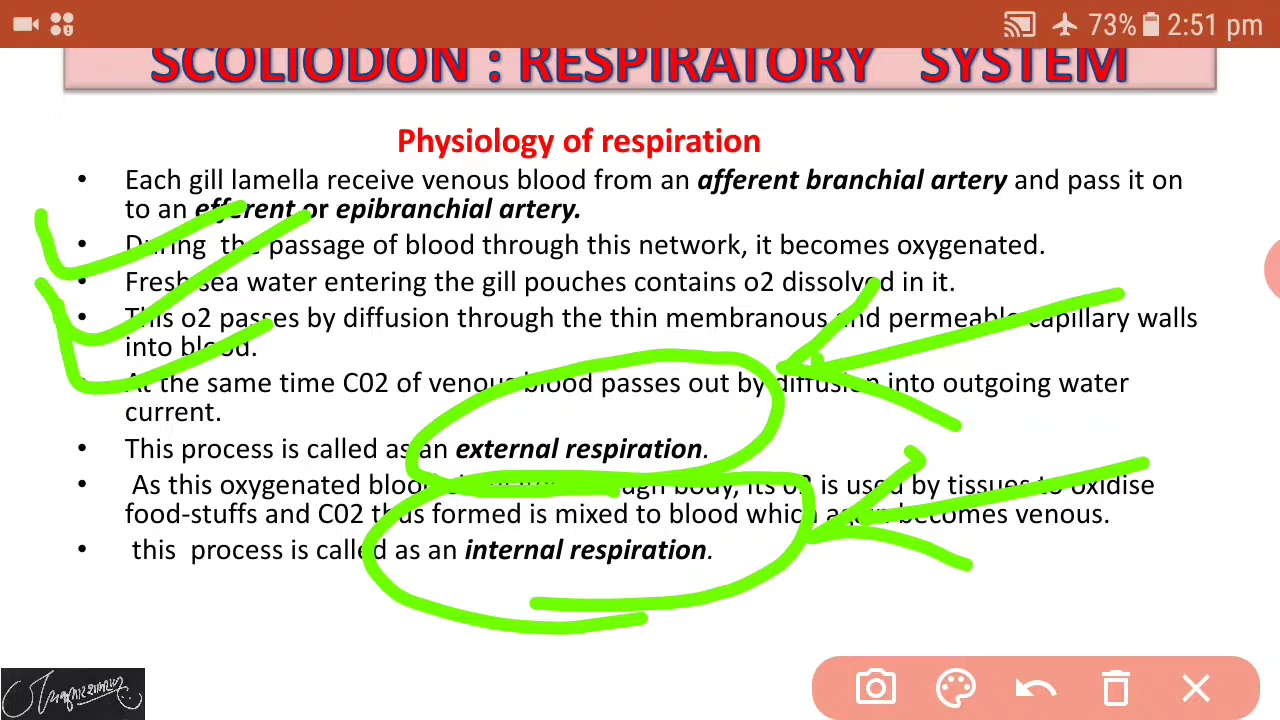 73% 2:51 pm
SCOLIODON : RESPIRATORY SYSTEM
Physiology of respiration
• Each gill lamella receive venous blood from an afferent branchial artery and pass it on
to an efferent or epibranchial artery.
• During the passage of blood through this network, it becomes oxygenated.
• Fresh sea water entering the gill pouches contains o2 dissolved in it.
• This o2 passes by diffusion through the thin membranous and permeable capillary walls
into blood.
• At the same time C02 of venous blood passes out by diffusion into outgoing water
current.
• This process is called as an external respiration.
• As this oxygenated blood through body, its o2 is used by tissues to oxidise
food-stuffs and C02 thus formed is mixed to blood which again becomes venous.
• this process is called as an internal respiration.